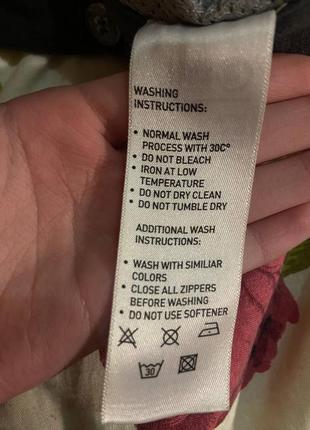 WASHING
INSTRUCTIONS:
• NORMAL WASH
PROCESS WITH 30C°
• DO NOT BLEACH
• IRON AT LOW
TEMPERATURE
• DO NOT DRY CLEAN
• DO NOT TUMBLE DRY
ADDITIONAL WASH
INSTRUCTIONS:
• WASH WITH SIMILIAR
COLORS
• CLOSE ALL ZIPPERS
BEFORE WASHING
• DO NOT USE SOFTENER
30